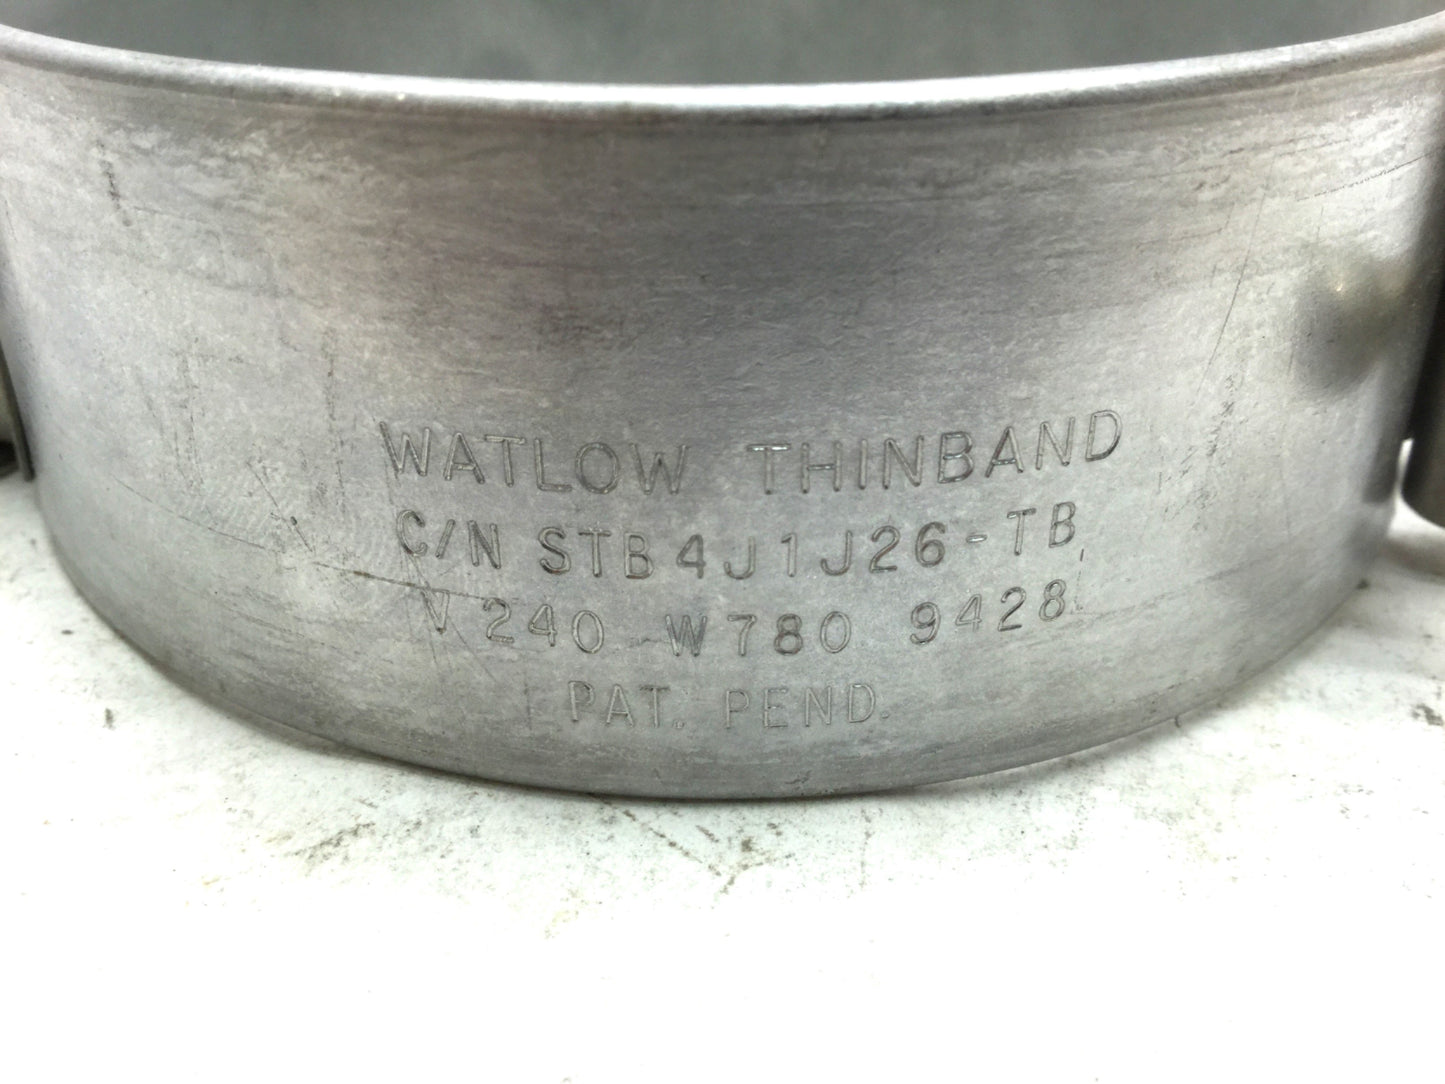 WATLOW THINBAND
C/N STB4J1J26-TB
V 240 W780 9428
PAT. PEND.